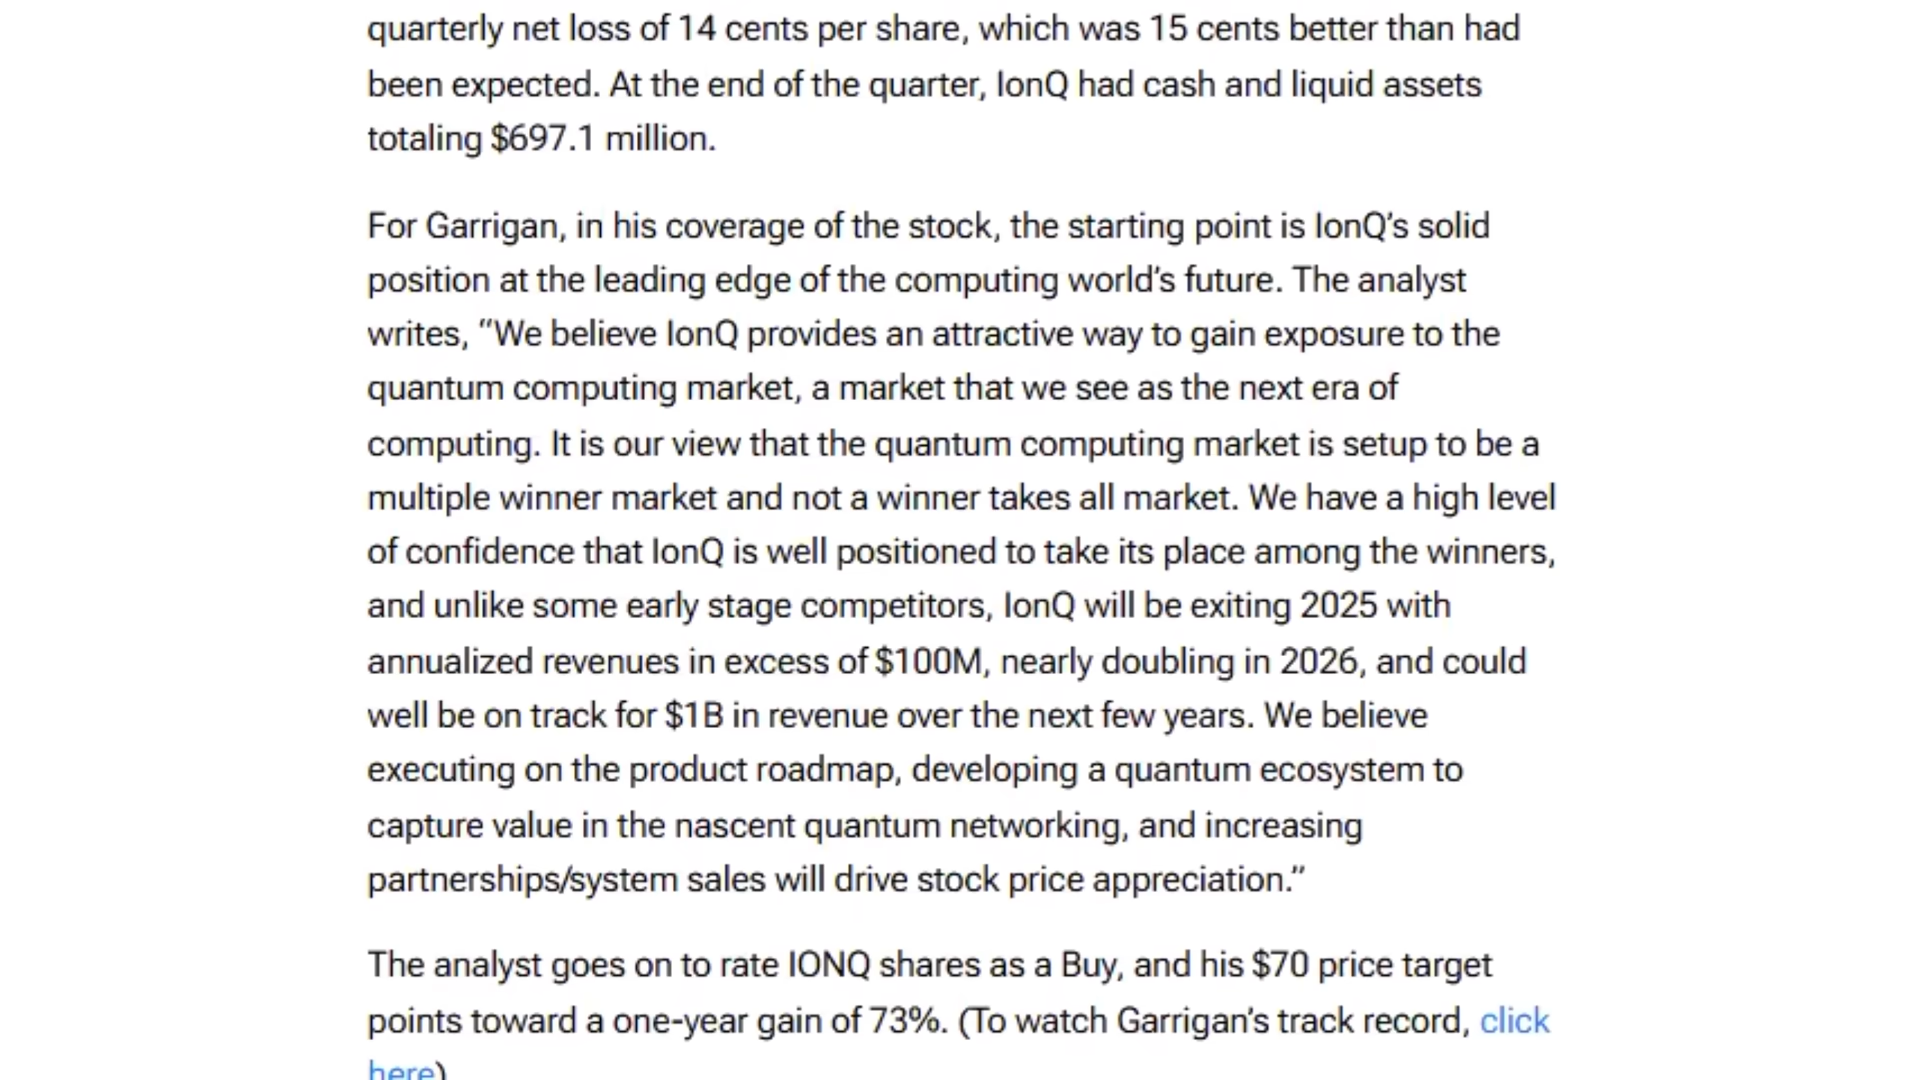 quarterly net loss of 14 cents per share, which was 15 cents better than had
been expected. At the end of the quarter, IonQ had cash and liquid assets
totaling $697.1 million.
For Garrigan, in his coverage of the stock, the starting point is IonQ’s solid
position at the leading edge of the computing world’s future. The analyst
writes, “We believe IonQ provides an attractive way to gain exposure to the
quantum computing market, a market that we see as the next era of
computing. It is our view that the quantum computing market is setup to be a
multiple winner market and not a winner takes all market. We have a high level
of confidence that IonQ is well positioned to take its place among the winners,
and unlike some early stage competitors, IonQ will be exiting 2025 with
annualized revenues in excess of $100M, nearly doubling in 2026, and could
well be on track for $1B in revenue over the next few years. We believe
executing on the product roadmap, developing a quantum ecosystem to
capture value in the nascent quantum networking, and increasing
partnerships/system sales will drive stock price appreciation.”
The analyst goes on to rate IONQ shares as a Buy, and his $70 price target
points toward a one-year gain of 73%. (To watch Garrigan’s track record, click
here)